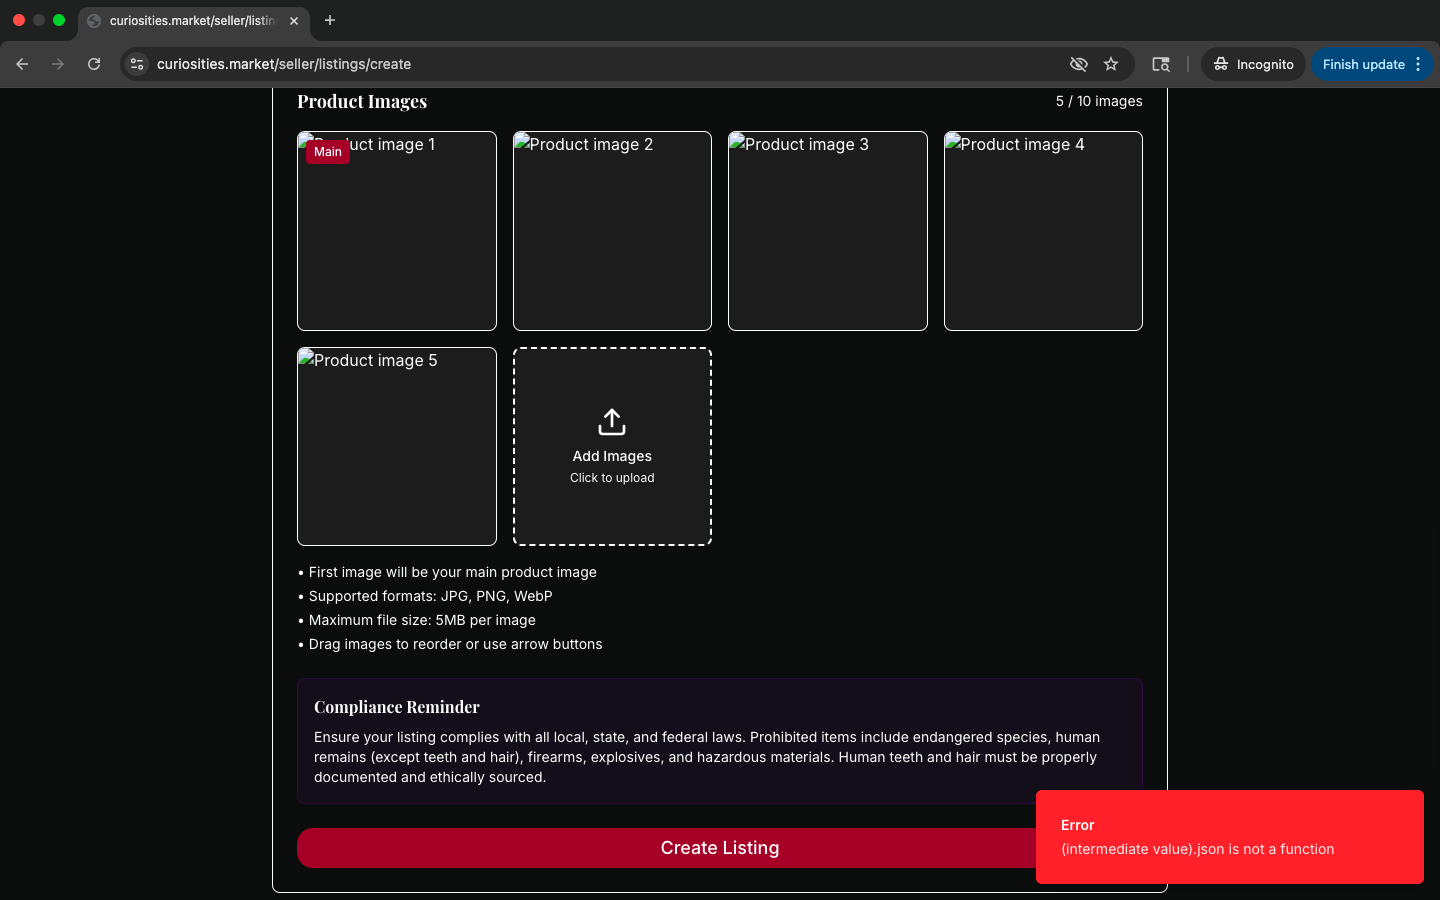 curiosities.market/seller/listin
curiosities.market/seller/listings/create
Incognito
Finish update
Product Images
5 / 10 images
Main
Product image 2
Product image 3
Product image 4
Product image 5
Add Images
Click to upload
• First image will be your main product image
• Supported formats: JPG, PNG, WebP
• Maximum file size: 5MB per image
• Drag images to reorder or use arrow buttons
Compliance Reminder
Ensure your listing complies with all local, state, and federal laws. Prohibited items include endangered species, human
remains (except teeth and hair), firearms, explosives, and hazardous materials. Human teeth and hair must be properly
documented and ethically sourced.
Create Listing
Error
(intermediate value).json is not a function